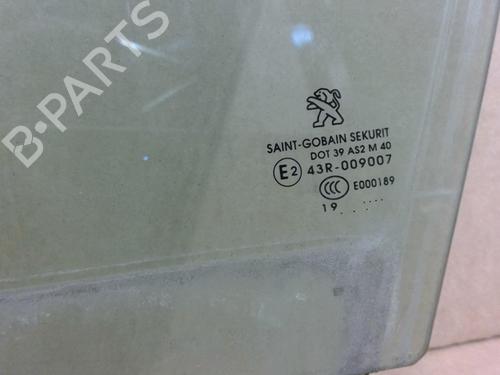 B-PARTS
SAINT-GOBAIN SEKURIT
DOT 39 AS2 M 40
E2 43R-009007
CCC E000189
19. . ....